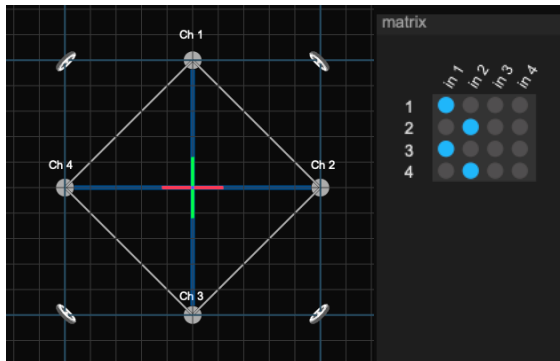 matrix
Ch 1
in 1
in 2
in 3
in 4
1
2
3
4
Ch 4
Ch 2
Ch 3